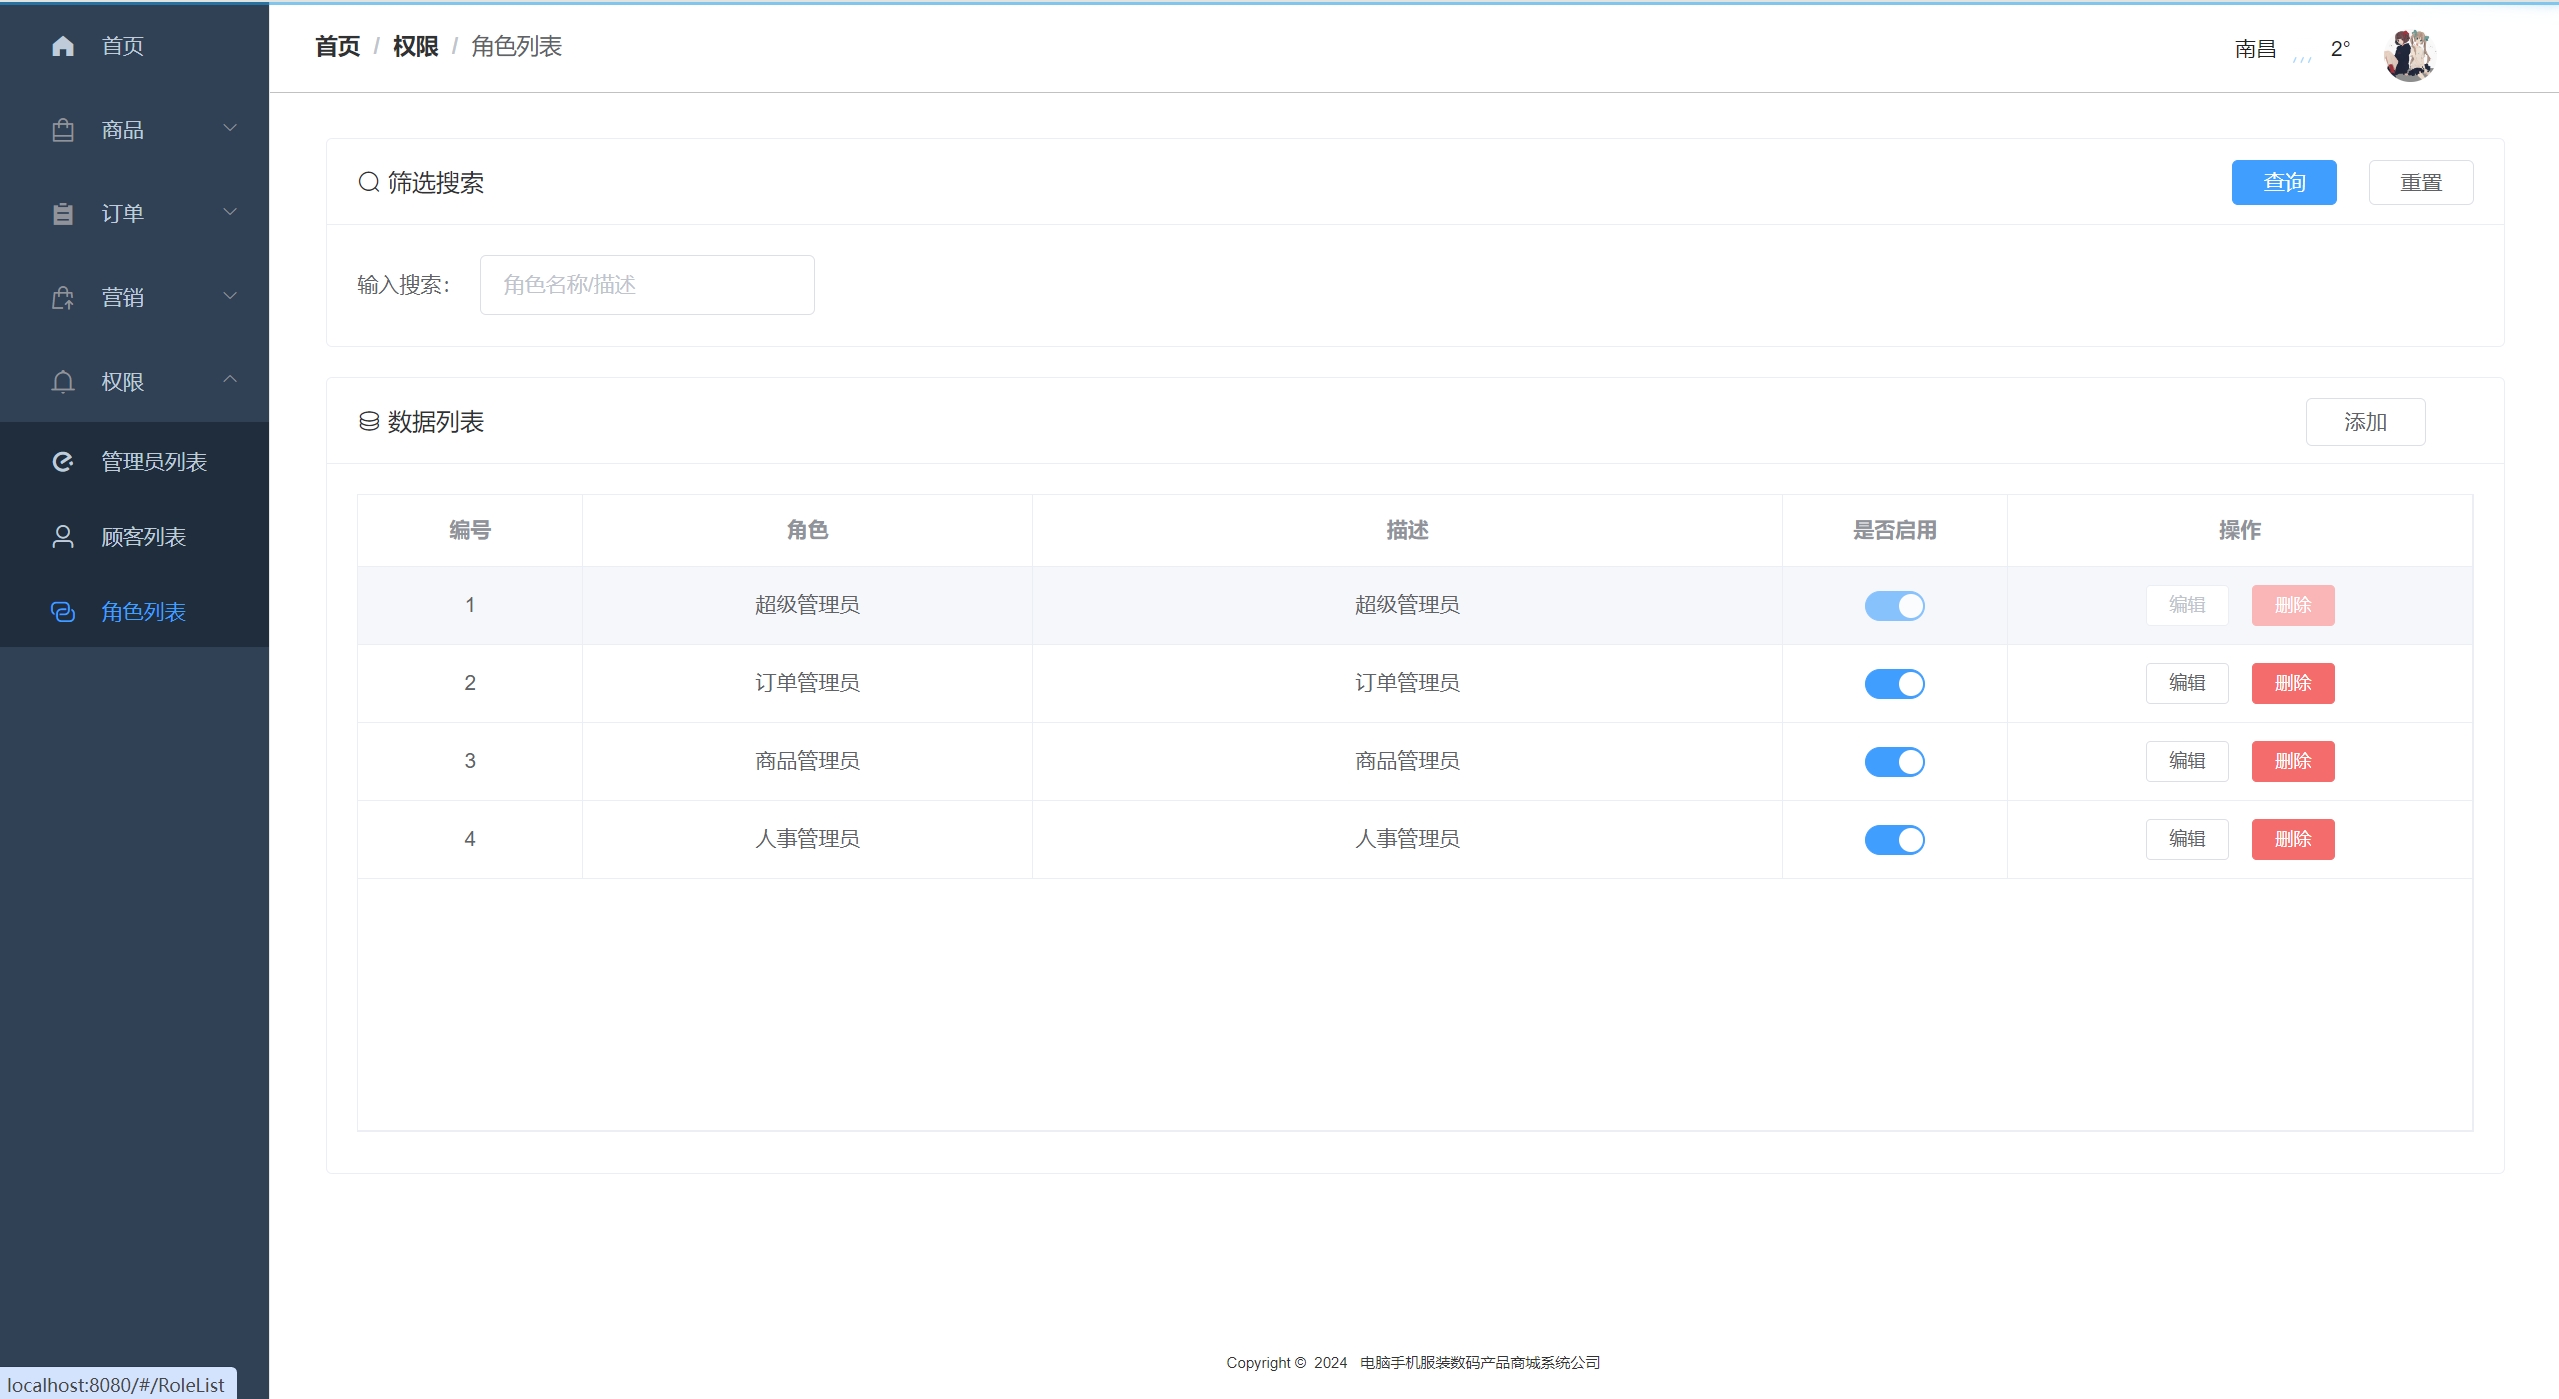 首页
商品
订单
营销
权限
管理员列表
顾客列表
角色列表
首页 / 权限 / 角色列表
南昌 2°
筛选搜索 查询 重置
输入搜索： 角色名称/描述
数据列表 添加
编号 角色 描述 是否启用 操作
1 超级管理员 超级管理员 编辑 删除
2 订单管理员 订单管理员 编辑 删除
3 商品管理员 商品管理员 编辑 删除
4 人事管理员 人事管理员 编辑 删除
Copyright © 2024 电脑手机服装数码产品商城系统公司
localhost:8080/#/RoleList